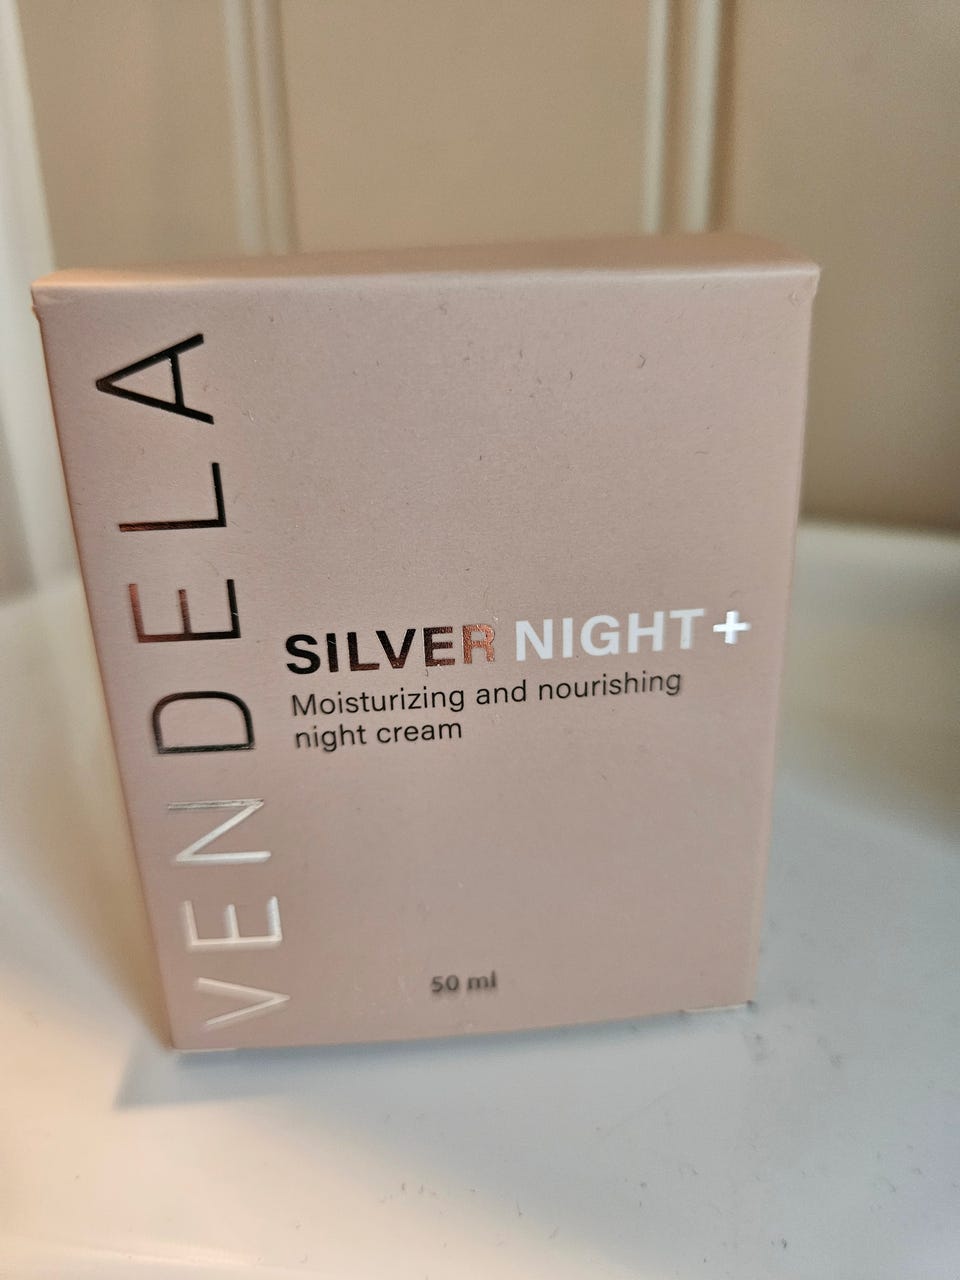 VENDELA
SILVER NIGHT+
Moisturizing and nourishing
night cream
50 ml